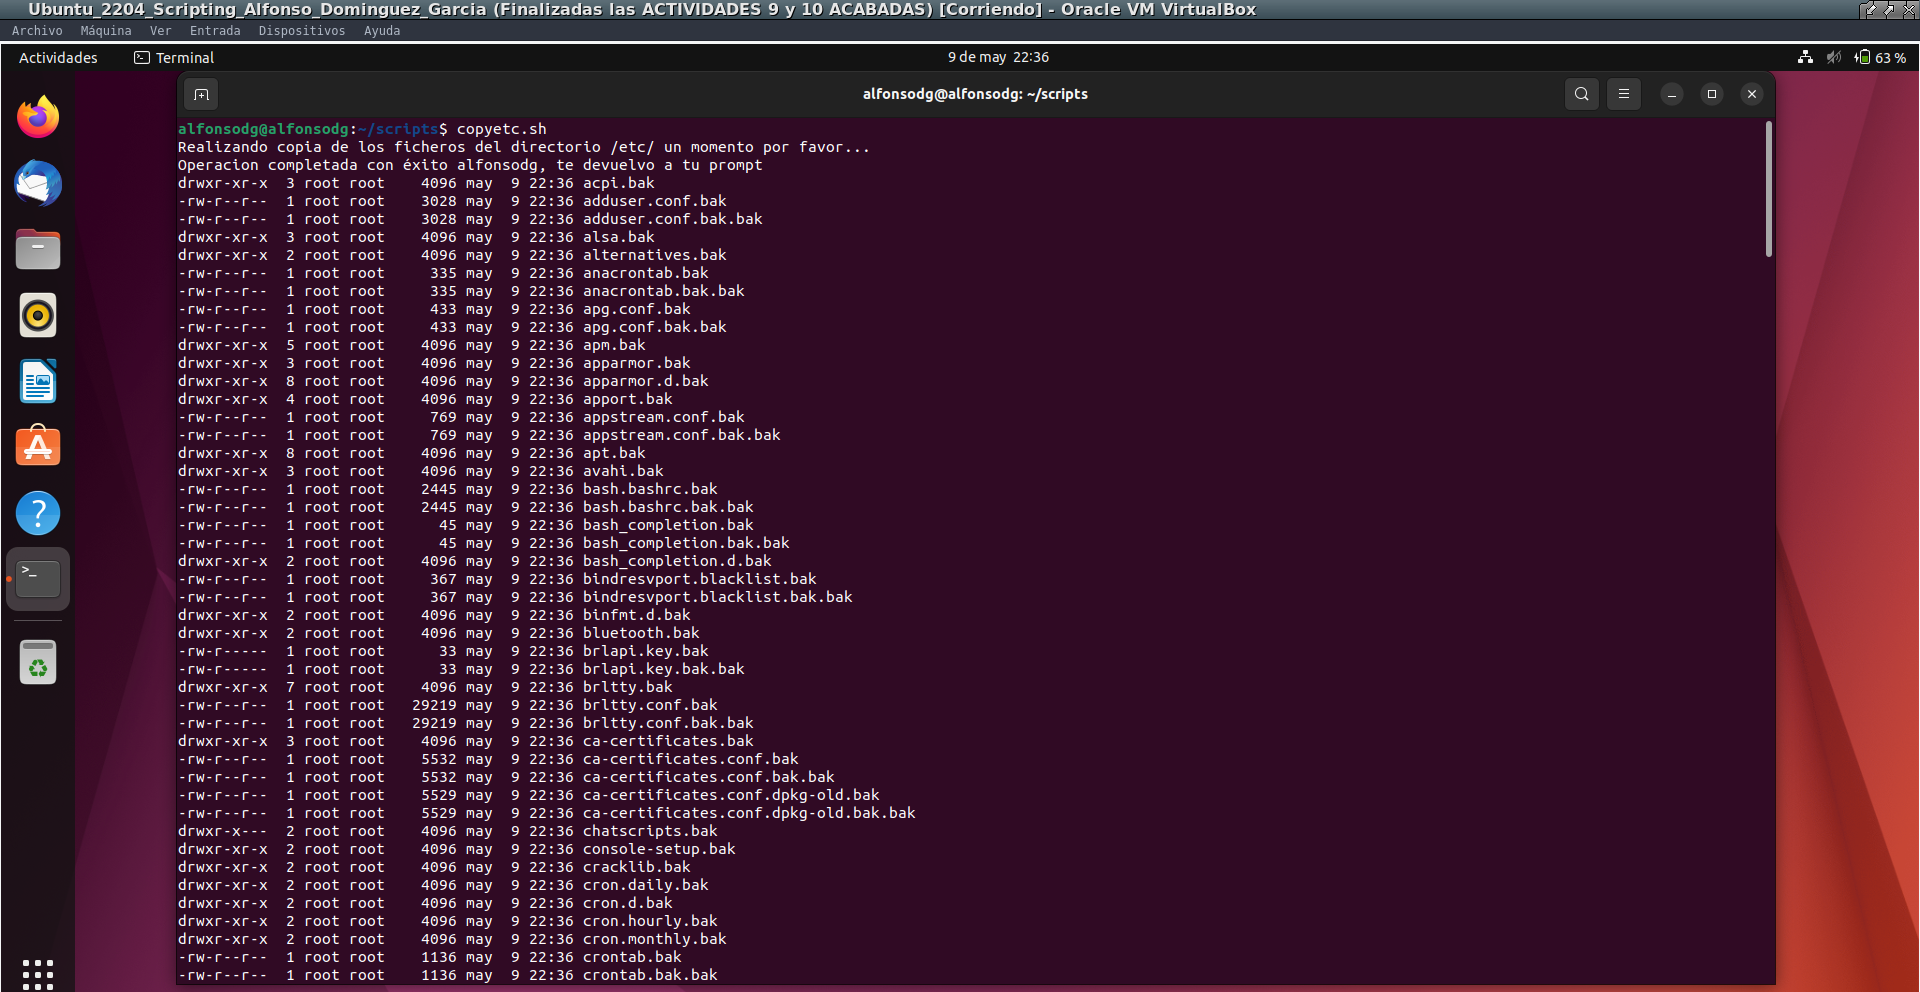 Ubuntu_2204_Scripting_Alfonso_Dominguez_Garcia (Finalizadas las ACTIVIDADES 9 y 10 ACABADAS) [Corriendo] - Oracle VM VirtualBox
Archivo Máquina Ver Entrada Dispositivos Ayuda
Actividades Terminal 9 de may 22:36 63 %
alfonsodg@alfonsodg: ~/scripts
alfonsodg@alfonsodg:~/scripts$ copyetc.sh
Realizando copia de los ficheros del directorio /etc/ un momento por favor...
Operacion completada con éxito alfonsodg, te devuelvo a tu prompt
drwxr-xr-x  3 root root    4096 may  9 22:36 acpi.bak
-rw-r--r--  1 root root    3028 may  9 22:36 adduser.conf.bak
-rw-r--r--  1 root root    3028 may  9 22:36 adduser.conf.bak.bak
drwxr-xr-x  3 root root    4096 may  9 22:36 alsa.bak
drwxr-xr-x  2 root root    4096 may  9 22:36 alternatives.bak
-rw-r--r--  1 root root     335 may  9 22:36 anacrontab.bak
-rw-r--r--  1 root root     335 may  9 22:36 anacrontab.bak.bak
-rw-r--r--  1 root root     433 may  9 22:36 apg.conf.bak
-rw-r--r--  1 root root     433 may  9 22:36 apg.conf.bak.bak
drwxr-xr-x  5 root root    4096 may  9 22:36 apm.bak
drwxr-xr-x  3 root root    4096 may  9 22:36 apparmor.bak
drwxr-xr-x  8 root root    4096 may  9 22:36 apparmor.d.bak
drwxr-xr-x  4 root root    4096 may  9 22:36 apport.bak
-rw-r--r--  1 root root     769 may  9 22:36 appstream.conf.bak
-rw-r--r--  1 root root     769 may  9 22:36 appstream.conf.bak.bak
drwxr-xr-x  8 root root    4096 may  9 22:36 apt.bak
drwxr-xr-x  3 root root    4096 may  9 22:36 avahi.bak
-rw-r--r--  1 root root    2445 may  9 22:36 bash.bashrc.bak
-rw-r--r--  1 root root    2445 may  9 22:36 bash.bashrc.bak.bak
-rw-r--r--  1 root root      45 may  9 22:36 bash_completion.bak
-rw-r--r--  1 root root      45 may  9 22:36 bash_completion.bak.bak
drwxr-xr-x  2 root root    4096 may  9 22:36 bash_completion.d.bak
-rw-r--r--  1 root root     367 may  9 22:36 bindresvport.blacklist.bak
-rw-r--r--  1 root root     367 may  9 22:36 bindresvport.blacklist.bak.bak
drwxr-xr-x  2 root root    4096 may  9 22:36 binfmt.d.bak
drwxr-xr-x  2 root root    4096 may  9 22:36 bluetooth.bak
-rw-r-----  1 root root      33 may  9 22:36 brlapi.key.bak
-rw-r-----  1 root root      33 may  9 22:36 brlapi.key.bak.bak
drwxr-xr-x  7 root root    4096 may  9 22:36 brltty.bak
-rw-r--r--  1 root root   29219 may  9 22:36 brltty.conf.bak
-rw-r--r--  1 root root   29219 may  9 22:36 brltty.conf.bak.bak
drwxr-xr-x  3 root root    4096 may  9 22:36 ca-certificates.bak
-rw-r--r--  1 root root    5532 may  9 22:36 ca-certificates.conf.bak
-rw-r--r--  1 root root    5532 may  9 22:36 ca-certificates.conf.bak.bak
-rw-r--r--  1 root root    5529 may  9 22:36 ca-certificates.conf.dpkg-old.bak
-rw-r--r--  1 root root    5529 may  9 22:36 ca-certificates.conf.dpkg-old.bak.bak
drwxr-x---  2 root root    4096 may  9 22:36 chatscripts.bak
drwxr-xr-x  2 root root    4096 may  9 22:36 console-setup.bak
drwxr-xr-x  2 root root    4096 may  9 22:36 cracklib.bak
drwxr-xr-x  2 root root    4096 may  9 22:36 cron.daily.bak
drwxr-xr-x  2 root root    4096 may  9 22:36 cron.d.bak
drwxr-xr-x  2 root root    4096 may  9 22:36 cron.hourly.bak
drwxr-xr-x  2 root root    4096 may  9 22:36 cron.monthly.bak
-rw-r--r--  1 root root    1136 may  9 22:36 crontab.bak
-rw-r--r--  1 root root    1136 may  9 22:36 crontab.bak.bak